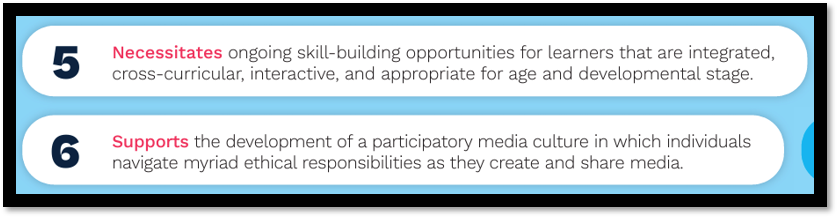 5
Necessitates ongoing skill-building opportunities for learners that are integrated,
cross-curricular, interactive, and appropriate for age and developmental stage.
6
Supports the development of a participatory media culture in which individuals
navigate myriad ethical responsibilities as they create and share media.